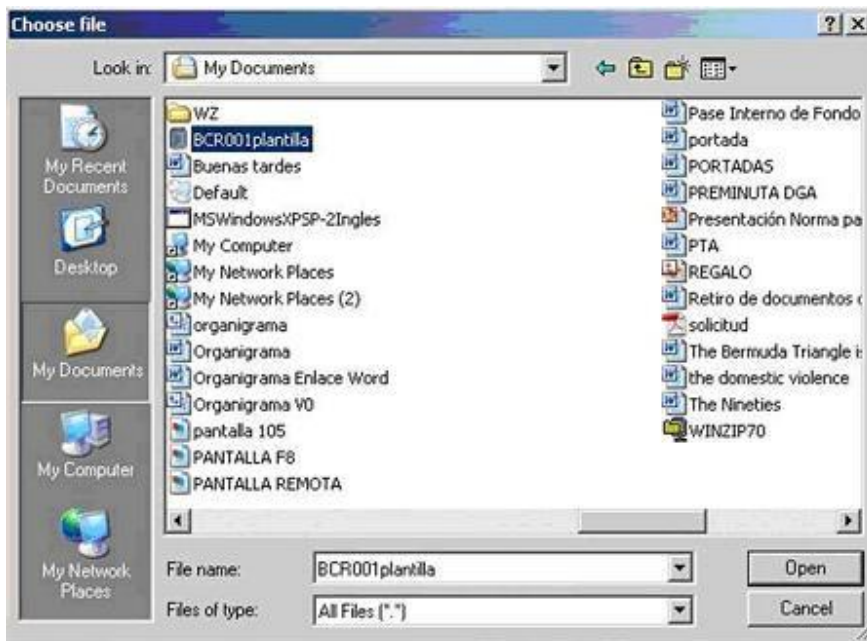 Choose file
Look in:
My Documents
My Recent
Documents
Desktop
My Documents
My Computer
My Network
Places
WZ
BCR001plantilla
Buenas tardes
Default
MSWindowsXPSP-2Ingles
My Computer
My Network Places
My Network Places (2)
organigrama
Organigrama
Organigrama Enlace Word
Organigrama V0
pantalla 105
PANTALLA F8
PANTALLA REMOTA
Pase Interno de Fondo
portada
PORTADAS
PREMINUTA DGA
Presentación Norma pa
PTA
REGALO
Retiro de documentos
solicitud
The Bermuda Triangle
the domestic violence
The Nineties
WINZIP70
File name:
BCR001plantilla
Open
Files of type:
All Files (*.*)
Cancel